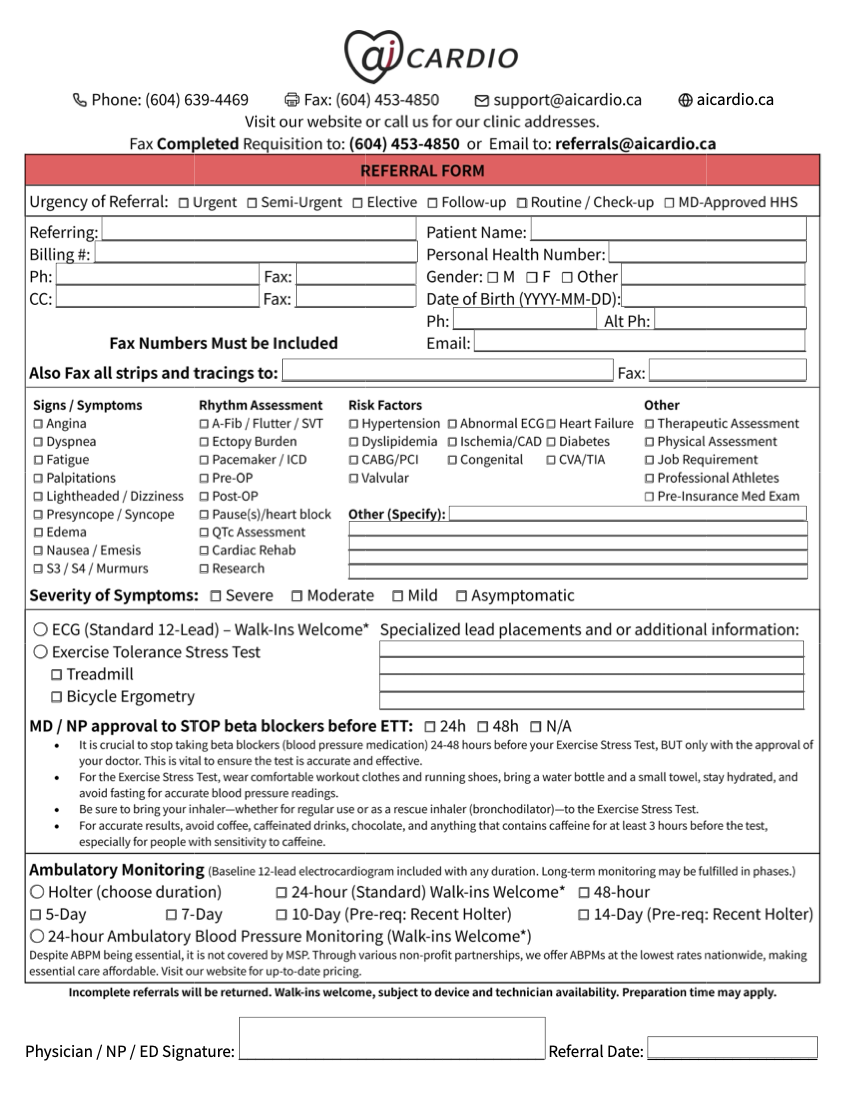 ai CARDIO
Phone: (604) 639-4469 Fax: (604) 453-4850 support@aicardio.ca aicardio.ca
Visit our website or call us for our clinic addresses.
Fax Completed Requisition to: (604) 453-4850 or Email to: referrals@aicardio.ca
REFERRAL FORM
Urgency of Referral: ☐ Urgent ☐ Semi-Urgent ☐ Elective ☐ Follow-up ☐ Routine / Check-up ☐ MD-Approved HHS
Referring: Patient Name:
Billing #: Personal Health Number:
Ph: Fax: Gender: ☐ M ☐ F ☐ Other
CC: Fax: Date of Birth (YYYY-MM-DD):
Ph: Alt Ph:
Fax Numbers Must be Included Email:
Also Fax all strips and tracings to: Fax:
Signs / Symptoms Rhythm Assessment Risk Factors Other
☐ Angina ☐ A-Fib / Flutter / SVT ☐ Hypertension ☐ Abnormal ECG ☐ Heart Failure ☐ Therapeutic Assessment
☐ Dyspnea ☐ Ectopy Burden ☐ Dyslipidemia ☐ Ischemia/CAD ☐ Diabetes ☐ Physical Assessment
☐ Fatigue ☐ Pacemaker / ICD ☐ CABG/PCI ☐ Congenital ☐ CVA/TIA ☐ Job Requirement
☐ Palpitations ☐ Pre-OP ☐ Valvular ☐ Professional Athletes
☐ Lightheaded / Dizziness ☐ Post-OP ☐ Pre-Insurance Med Exam
☐ Presyncope / Syncope ☐ Pause(s)/heart block Other (Specify):
☐ Edema ☐ QTc Assessment
☐ Nausea / Emesis ☐ Cardiac Rehab
☐ S3 / S4 / Murmurs ☐ Research
Severity of Symptoms: ☐ Severe ☐ Moderate ☐ Mild ☐ Asymptomatic
○ ECG (Standard 12-Lead) – Walk-Ins Welcome* Specialized lead placements and or additional information:
○ Exercise Tolerance Stress Test
☐ Treadmill
☐ Bicycle Ergometry
MD / NP approval to STOP beta blockers before ETT: ☐ 24h ☐ 48h ☐ N/A
• It is crucial to stop taking beta blockers (blood pressure medication) 24-48 hours before your Exercise Stress Test, BUT only with the approval of
your doctor. This is vital to ensure the test is accurate and effective.
• For the Exercise Stress Test, wear comfortable workout clothes and running shoes, bring a water bottle and a small towel, stay hydrated, and
avoid fasting for accurate blood pressure readings.
• Be sure to bring your inhaler—whether for regular use or as a rescue inhaler (bronchodilator)—to the Exercise Stress Test.
• For accurate results, avoid coffee, caffeinated drinks, chocolate, and anything that contains caffeine for at least 3 hours before the test,
especially for people with sensitivity to caffeine.
Ambulatory Monitoring (Baseline 12-lead electrocardiogram included with any duration. Long-term monitoring may be fulfilled in phases.)
○ Holter (choose duration) ☐ 24-hour (Standard) Walk-ins Welcome* ☐ 48-hour
☐ 5-Day ☐ 7-Day ☐ 10-Day (Pre-req: Recent Holter) ☐ 14-Day (Pre-req: Recent Holter)
○ 24-hour Ambulatory Blood Pressure Monitoring (Walk-ins Welcome*)
Despite ABPM being essential, it is not covered by MSP. Through various non-profit partnerships, we offer ABPMs at the lowest rates nationwide, making
essential care affordable. Visit our website for up-to-date pricing.
Incomplete referrals will be returned. Walk-ins welcome, subject to device and technician availability. Preparation time may apply.
Physician / NP / ED Signature: Referral Date: